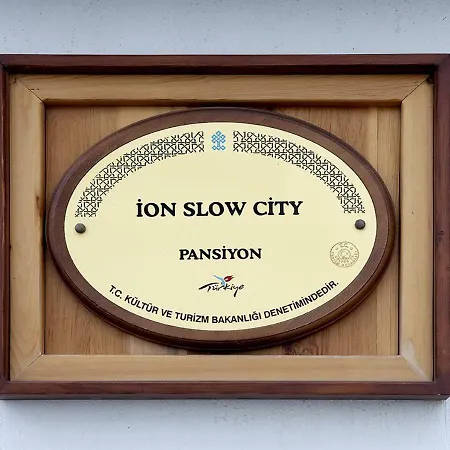 İON SLOW CİTY
PANSİYON
Türkiye
T.C. KÜLTÜR VE TURİZM BAKANLIĞI DENETİMİNDEDİR.